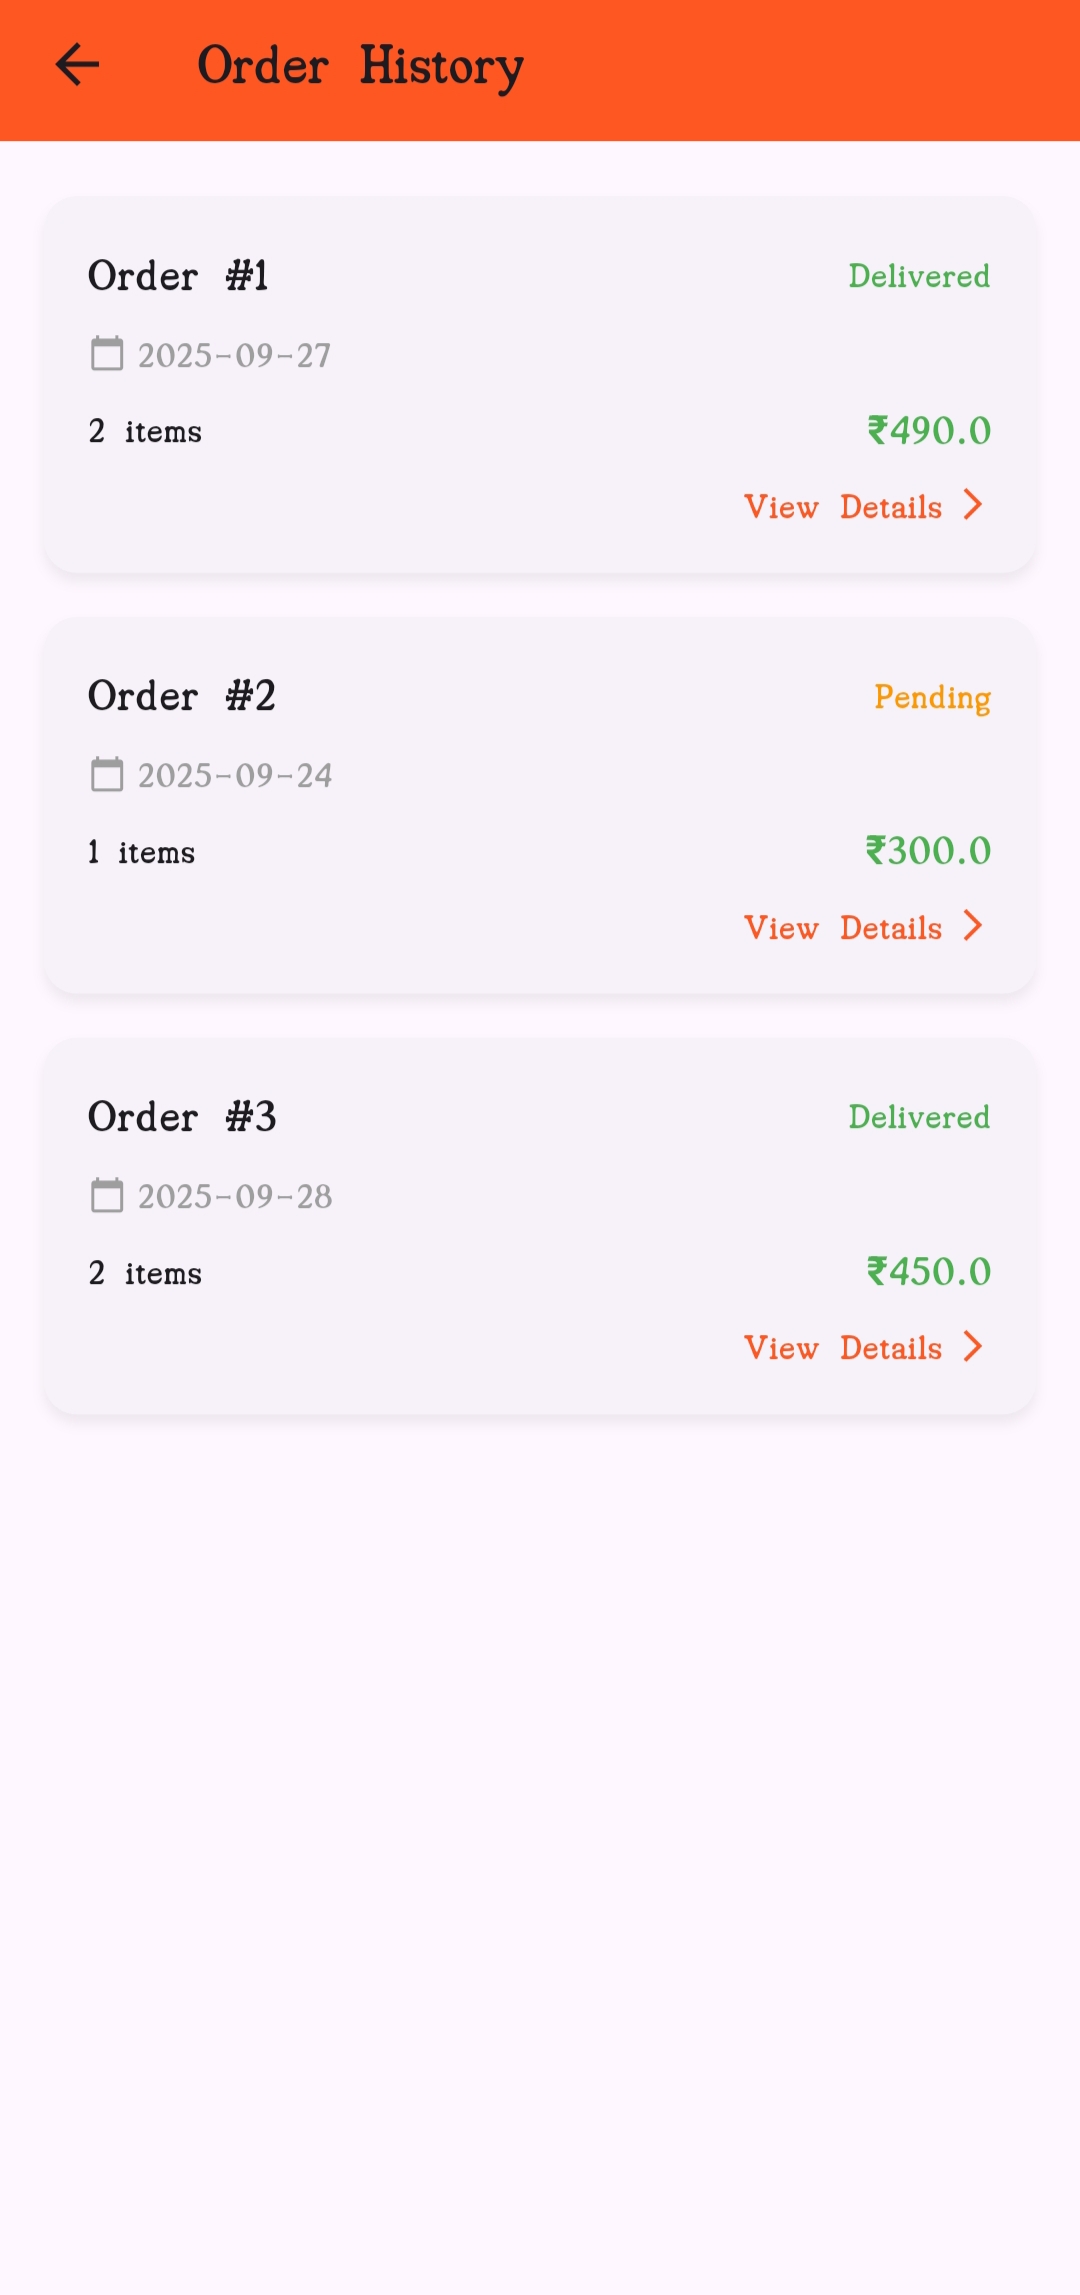 Order History
Order #1 Delivered
2025-09-27
2 items ₹490.0
View Details
Order #2 Pending
2025-09-24
1 items ₹300.0
View Details
Order #3 Delivered
2025-09-28
2 items ₹450.0
View Details